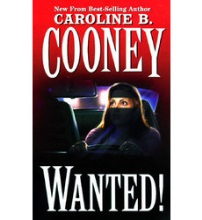 New From Best-Selling Author
CAROLINE B.
COONEY
WANTED!